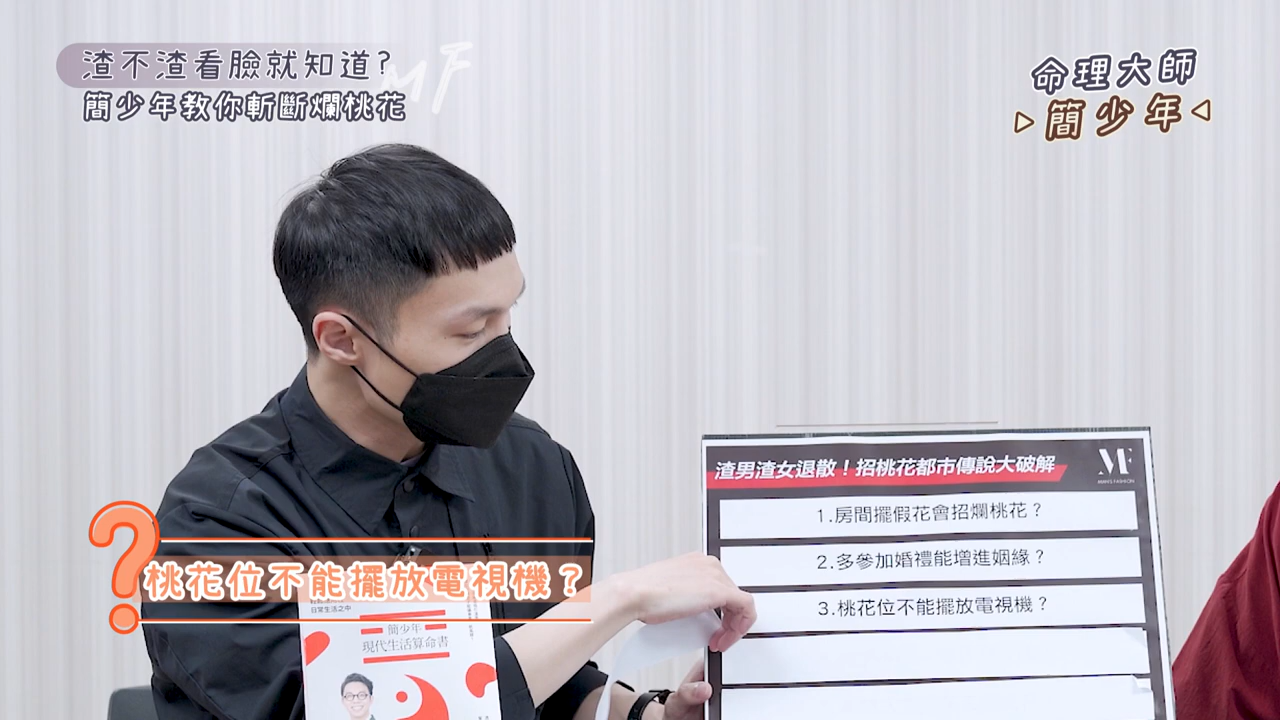 渣不渣看臉就知道?
簡少年教你斬斷爛桃花
MF
命理大師
簡少年
渣男渣女退散！招桃花都市傳說大破解
MF
MAN'S FASHION
1.房間擺假花會招爛桃花？
2.多參加婚禮能增進姻緣？
3.桃花位不能擺放電視機？
?
桃花位不能擺放電視機？
日常生活之中
簡少年
現代生活算命書